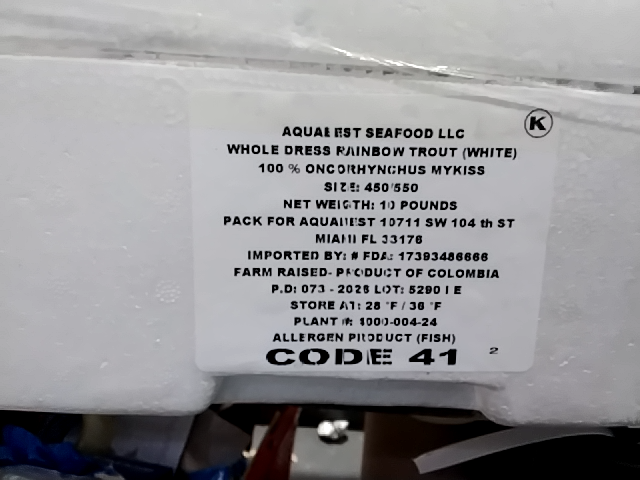 K
AQUABEST SEAFOOD LLC
WHOLE DRESS RAINBOW TROUT (WHITE)
100 % ONCORHYNCHUS MYKISS
SIZE: 450/550
NET WEIGTH: 10 POUNDS
PACK FOR AQUABEST 10711 SW 104 th ST
MIAMI FL 33176
IMPORTED BY: # FDA: 17393486666
FARM RAISED- PRODUCT OF COLOMBIA
P.D: 073 - 2026 LOT: 5290 I E
STORE AT: 28 °F / 36 °F
PLANT #: 1000-004-24
ALLERGEN PRODUCT (FISH)
CODE 41 2